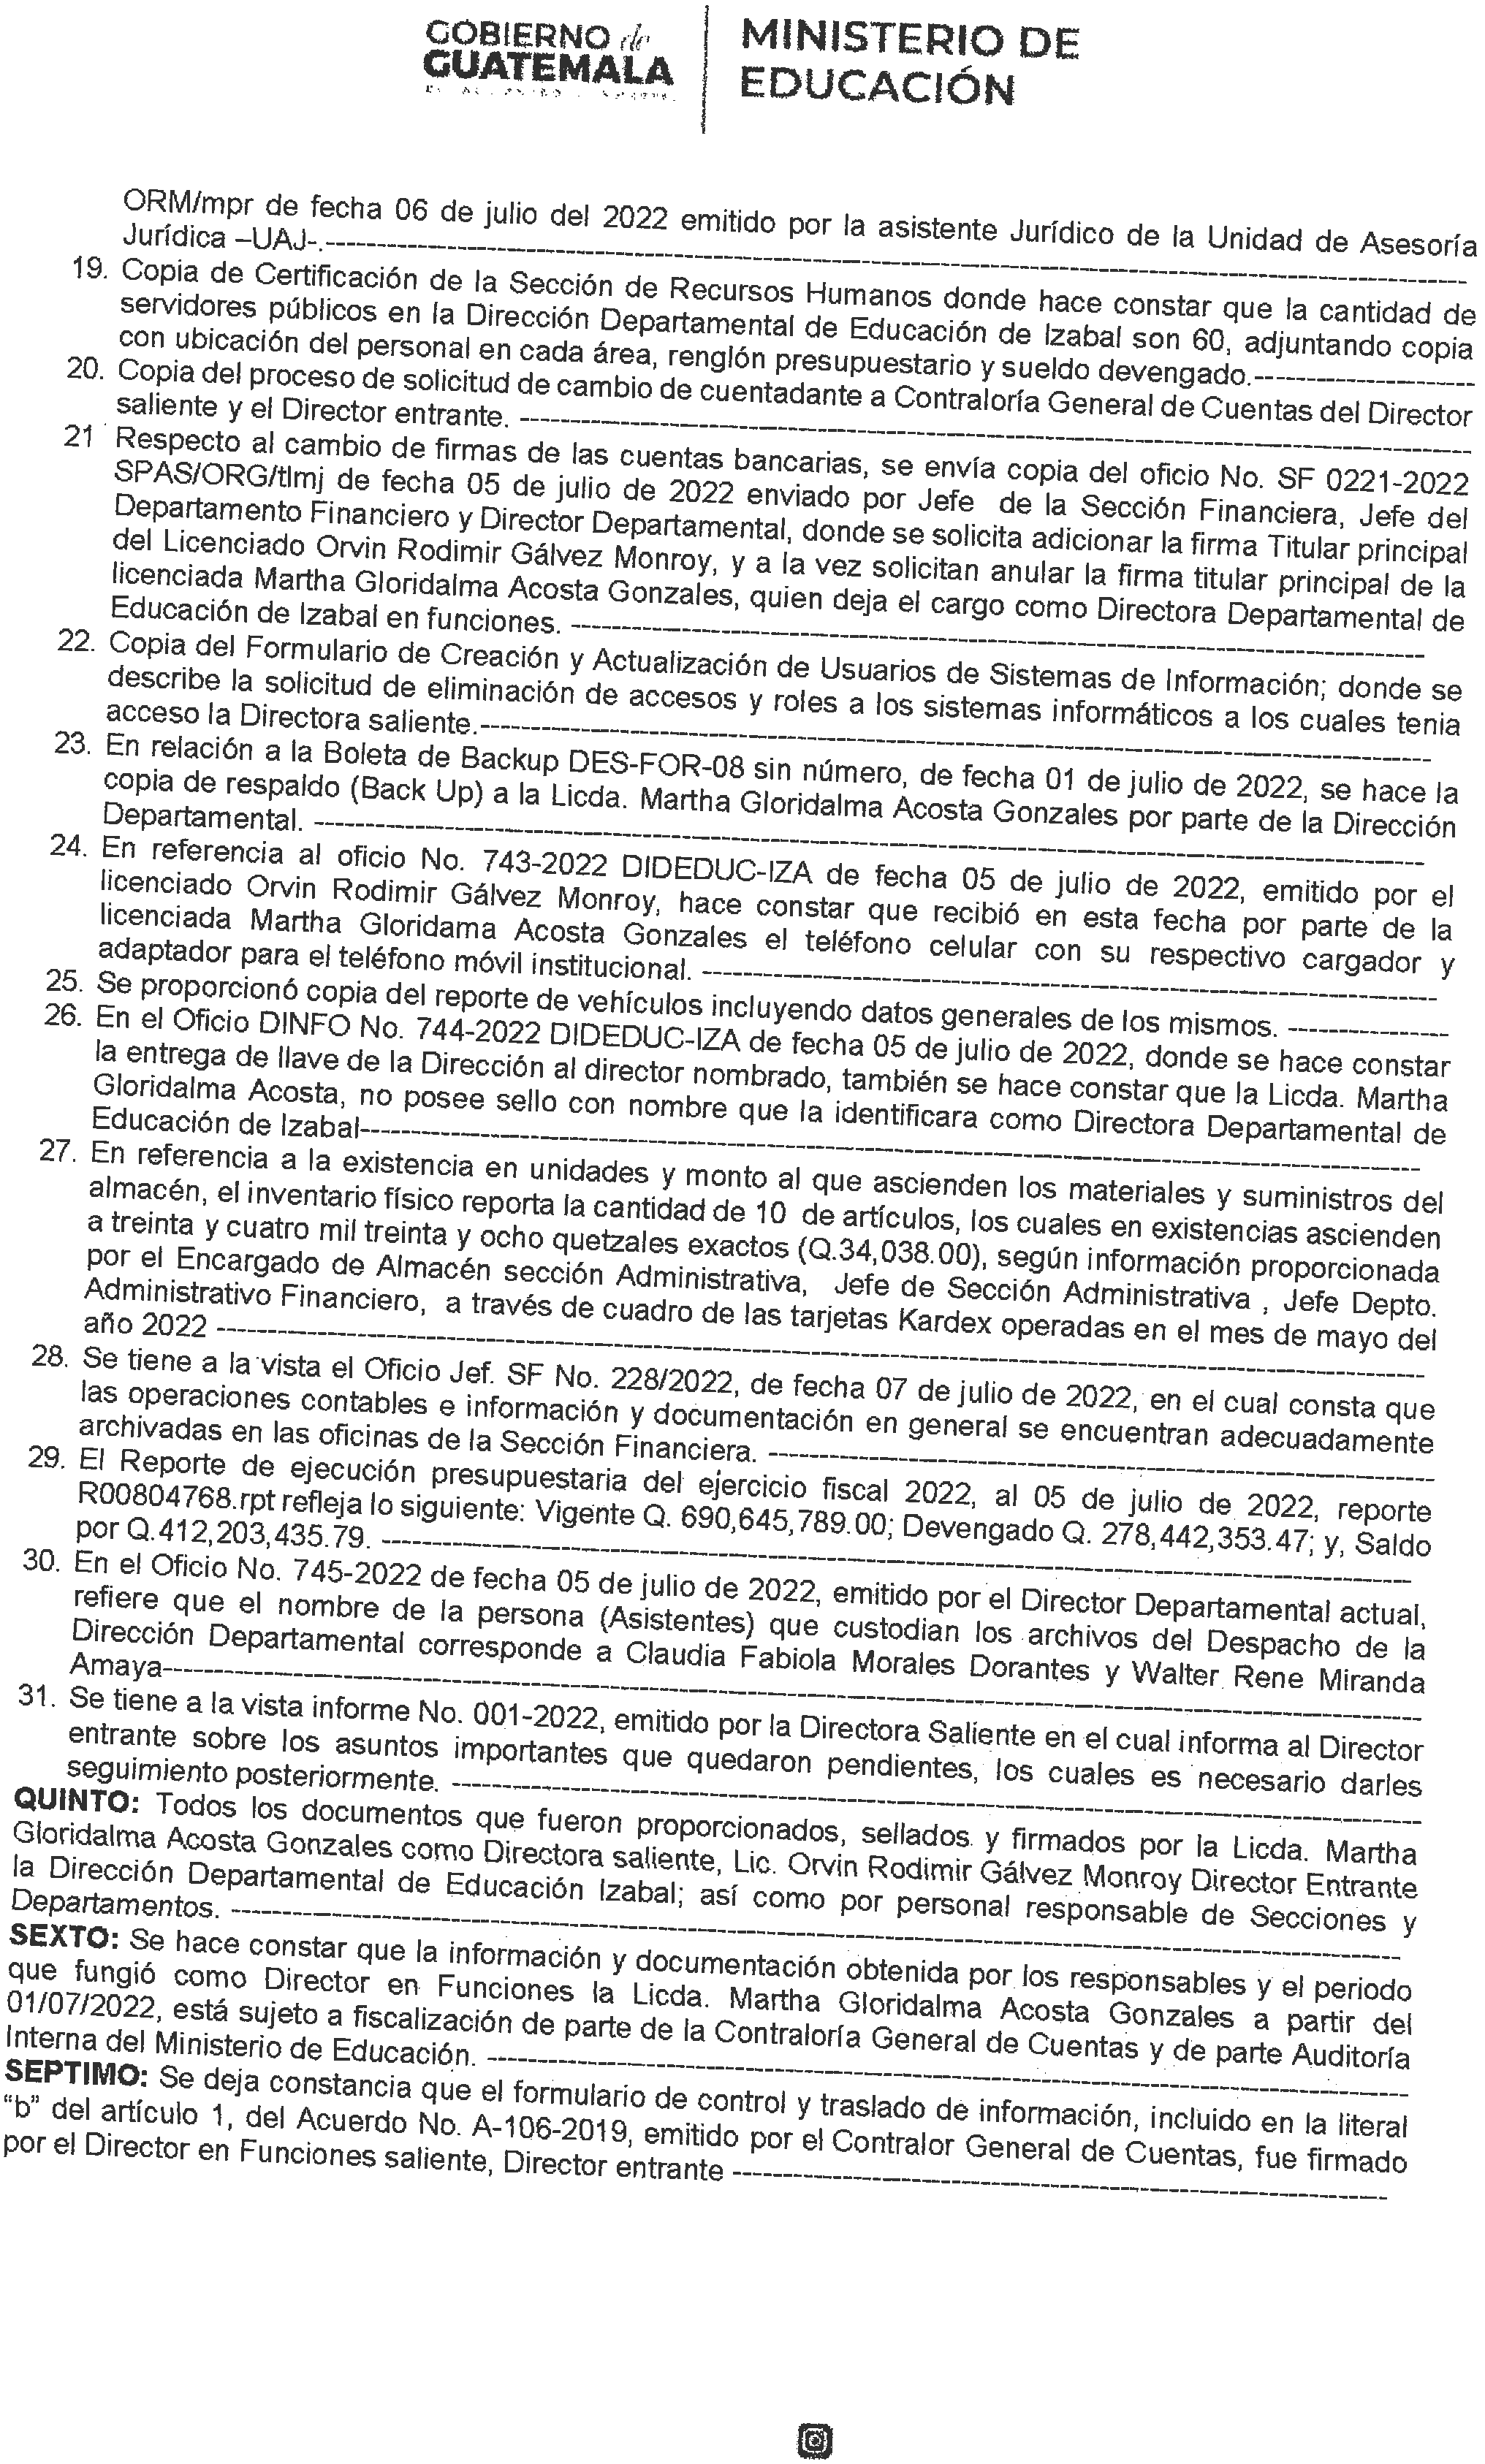 GOBIERNO de
GUATEMALA
MINISTERIO DE
EDUCACIÓN
ORM/mpr de fecha 06 de julio del 2022 emitido por la asistente Jurídico de la Unidad de Asesoría
Jurídica –UAJ-.---
19. Copia de Certificación de la Sección de Recursos Humanos donde hace constar que la cantidad de
servidores públicos en la Dirección Departamental de Educación de Izabal son 60, adjuntando copia
con ubicación del personal en cada área, renglón presupuestario y sueldo devengado.---
20. Copia del proceso de solicitud de cambio de cuentadante a Contraloría General de Cuentas del Director
saliente y el Director entrante. ---
21 Respecto al cambio de firmas de las cuentas bancarias, se envía copia del oficio No. SF 0221-2022
SPAS/ORG/tlmj de fecha 05 de julio de 2022 enviado por Jefe de la Sección Financiera, Jefe del
Departamento Financiero y Director Departamental, donde se solicita adicionar la firma Titular principal
del Licenciado Orvin Rodimir Gálvez Monroy, y a la vez solicitan anular la firma titular principal de la
licenciada Martha Gloridalma Acosta Gonzales, quien deja el cargo como Directora Departamental de
Educación de Izabal en funciones. ---
22. Copia del Formulario de Creación y Actualización de Usuarios de Sistemas de Información; donde se
describe la solicitud de eliminación de accesos y roles a los sistemas informáticos a los cuales tenia
acceso la Directora saliente.---
23. En relación a la Boleta de Backup DES-FOR-08 sin número, de fecha 01 de julio de 2022, se hace la
copia de respaldo (Back Up) a la Licda. Martha Gloridalma Acosta Gonzales por parte de la Dirección
Departamental. ---
24. En referencia al oficio No. 743-2022 DIDEDUC-IZA de fecha 05 de julio de 2022, emitido por el
licenciado Orvin Rodimir Gálvez Monroy, hace constar que recibió en esta fecha por parte de la
licenciada Martha Gloridama Acosta Gonzales el teléfono celular con su respectivo cargador y
adaptador para el teléfono móvil institucional. ---
25. Se proporcionó copia del reporte de vehículos incluyendo datos generales de los mismos. ---
26. En el Oficio DINFO No. 744-2022 DIDEDUC-IZA de fecha 05 de julio de 2022, donde se hace constar
la entrega de llave de la Dirección al director nombrado, también se hace constar que la Licda. Martha
Gloridalma Acosta, no posee sello con nombre que la identificara como Directora Departamental de
Educación de Izabal---
27. En referencia a la existencia en unidades y monto al que ascienden los materiales y suministros del
almacén, el inventario físico reporta la cantidad de 10 de artículos, los cuales en existencias ascienden
a treinta y cuatro mil treinta y ocho quetzales exactos (Q.34,038.00), según información proporcionada
por el Encargado de Almacén sección Administrativa, Jefe de Sección Administrativa , Jefe Depto.
Administrativo Financiero, a través de cuadro de las tarjetas Kardex operadas en el mes de mayo del
año 2022 ---
28. Se tiene a la vista el Oficio Jef. SF No. 228/2022, de fecha 07 de julio de 2022, en el cual consta que
las operaciones contables e información y documentación en general se encuentran adecuadamente
archivadas en las oficinas de la Sección Financiera. ---
29. El Reporte de ejecución presupuestaria del ejercicio fiscal 2022, al 05 de julio de 2022, reporte
R00804768.rpt refleja lo siguiente: Vigente Q. 690,645,789.00; Devengado Q. 278,442,353.47; y, Saldo
por Q.412,203,435.79. ---
30. En el Oficio No. 745-2022 de fecha 05 de julio de 2022, emitido por el Director Departamental actual,
refiere que el nombre de la persona (Asistentes) que custodian los archivos del Despacho de la
Dirección Departamental corresponde a Claudia Fabiola Morales Dorantes y Walter Rene Miranda
Amaya---
31. Se tiene a la vista informe No. 001-2022, emitido por la Directora Saliente en el cual informa al Director
entrante sobre los asuntos importantes que quedaron pendientes, los cuales es necesario darles
seguimiento posteriormente. ---
QUINTO: Todos los documentos que fueron proporcionados, sellados y firmados por la Licda. Martha
Gloridalma Acosta Gonzales como Directora saliente, Lic. Orvin Rodimir Gálvez Monroy Director Entrante
la Dirección Departamental de Educación Izabal; así como por personal responsable de Secciones y
Departamentos. ---
SEXTO: Se hace constar que la información y documentación obtenida por los responsables y el periodo
que fungió como Director en Funciones la Licda. Martha Gloridalma Acosta Gonzales a partir del
01/07/2022, está sujeto a fiscalización de parte de la Contraloría General de Cuentas y de parte Auditoría
Interna del Ministerio de Educación. ---
SEPTIMO: Se deja constancia que el formulario de control y traslado de información, incluido en la literal
“b” del artículo 1, del Acuerdo No. A-106-2019, emitido por el Contralor General de Cuentas, fue firmado
por el Director en Funciones saliente, Director entrante ---